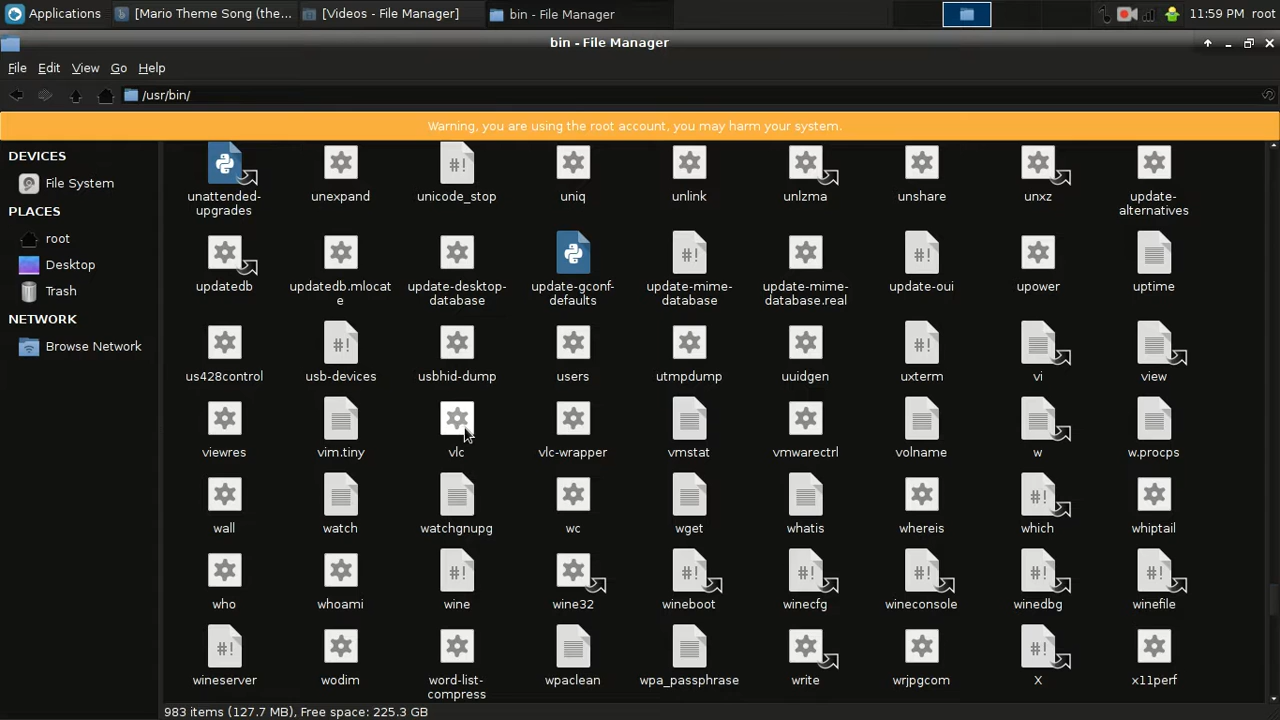 Applications
[Mario Theme Song (the...
[Videos - File Manager]
bin - File Manager
11:59 PM
root
bin - File Manager
File Edit View Go Help
/usr/bin/
Warning, you are using the root account, you may harm your system.
DEVICES
File System
PLACES
root
Desktop
Trash
NETWORK
Browse Network
unattended-
upgrades
unexpand
unicode_stop
uniq
unlink
unlzma
unshare
unxz
update-
alternatives
updatedb
updatedb.mlocat
e
update-desktop-
database
update-gconf-
defaults
update-mime-
database
update-mime-
database.real
update-oui
upower
uptime
us428control
usb-devices
usbhid-dump
users
utmpdump
uuidgen
uxterm
vi
view
viewres
vim.tiny
vlc
vlc-wrapper
vmstat
vmwarectrl
volname
w
w.procps
wall
watch
watchgnupg
wc
wget
whatis
whereis
which
whiptail
who
whoami
wine
wine32
wineboot
winecfg
wineconsole
winedbg
winefile
wineserver
wodim
word-list-
compress
wpaclean
wpa_passphrase
write
wrjpgcom
X
x11perf
983 items (127.7 MB), Free space: 225.3 GB